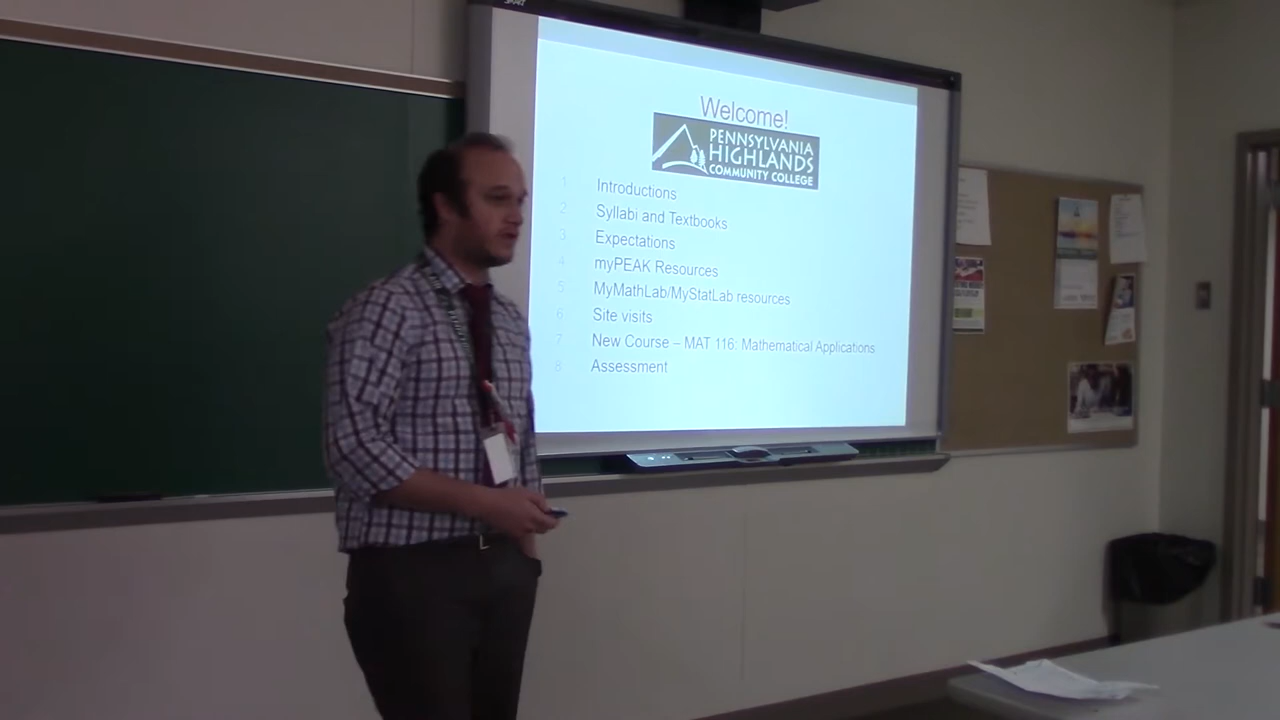 SMART
Welcome!
PENNSYLVANIA
HIGHLANDS
COMMUNITY COLLEGE
1 Introductions
2 Syllabi and Textbooks
3 Expectations
4 myPEAK Resources
5 MyMathLab/MyStatLab resources
6 Site visits
7 New Course – MAT 116: Mathematical Applications
8 Assessment